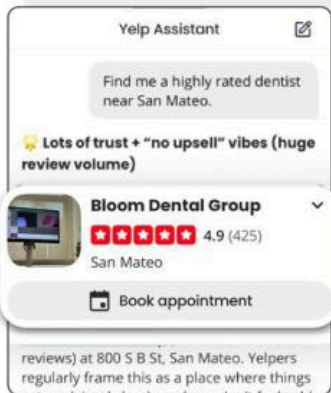 Yelp Assistant
Find me a highly rated dentist
near San Mateo.
Lots of trust + “no upsell” vibes (huge
review volume)
Bloom Dental Group
4.9 (425)
San Mateo
Book appointment
reviews) at 800 S B St, San Mateo. Yelpers
regularly frame this as a place where things